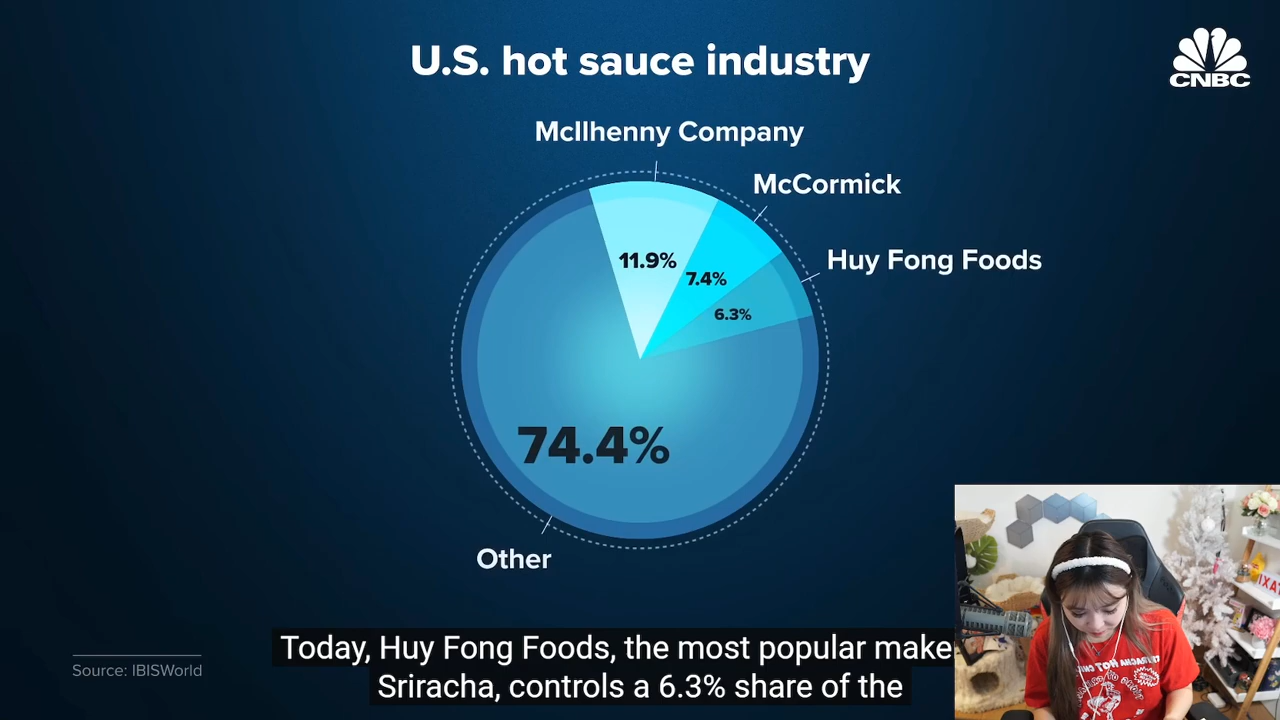 U.S. hot sauce industry
CNBC
McIlhenny Company
McCormick
Huy Fong Foods
11.9%
7.4%
6.3%
74.4%
Other
Source: IBISWorld
Today, Huy Fong Foods, the most popular make
Sriracha, controls a 6.3% share of the